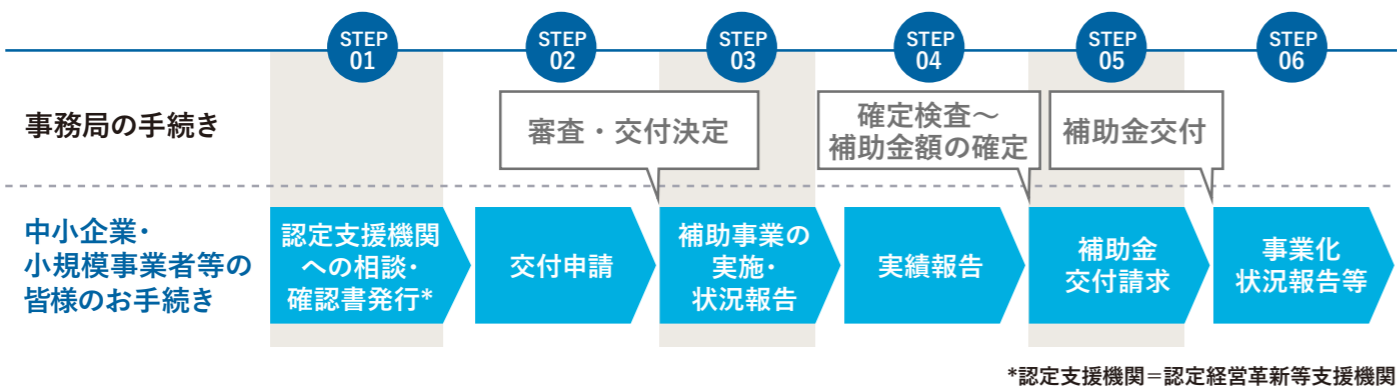 STEP
01
STEP
02
STEP
03
STEP
04
STEP
05
STEP
06
事務局の手続き
審査・交付決定
確定検査～
補助金額の確定
補助金交付
中小企業・
小規模事業者等の
皆様のお手続き
認定支援機関
への相談・
確認書発行*
交付申請
補助事業の
実施・
状況報告
実績報告
補助金
交付請求
事業化
状況報告等
*認定支援機関＝認定経営革新等支援機関